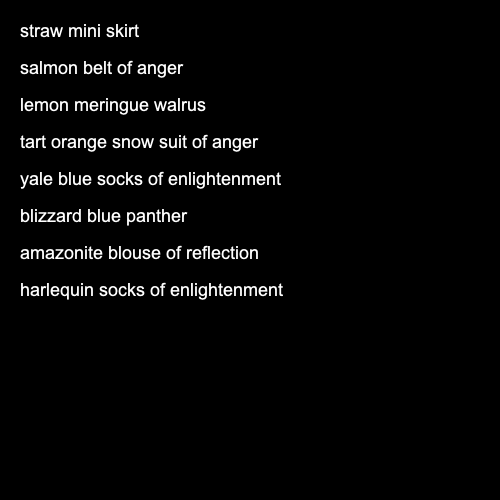 straw mini skirt
salmon belt of anger
lemon meringue walrus
tart orange snow suit of anger
yale blue socks of enlightenment
blizzard blue panther
amazonite blouse of reflection
harlequin socks of enlightenment